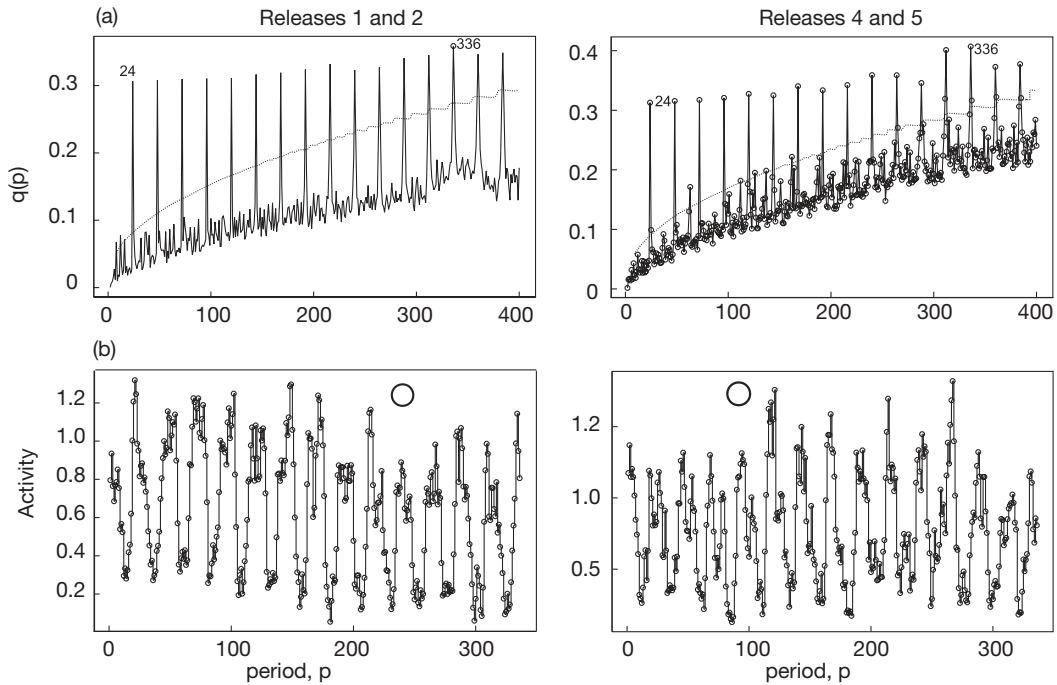 (a)
Releases 1 and 2
Releases 4 and 5
q(p)
0.3
0.2
0.1
0
24
336
0 100 200 300 400
0.4
0.3
0.2
0.1
0
24
336
0 100 200 300 400
(b)
Activity
1.2
1.0
0.8
0.6
0.4
0.2
0 100 200 300
period, p
1.2
1.0
0.5
0 100 200 300
period, p